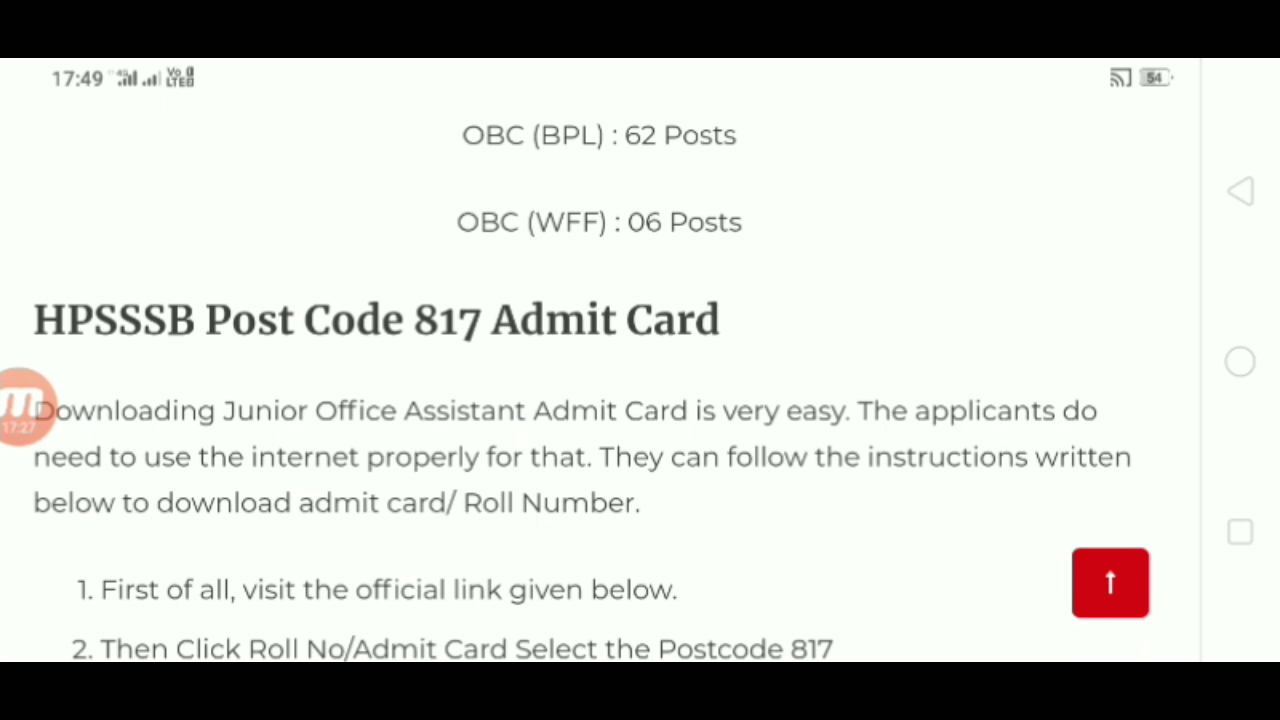 17:49
54
OBC (BPL) : 62 Posts
OBC (WFF) : 06 Posts
HPSSSB Post Code 817 Admit Card
17:27
Downloading Junior Office Assistant Admit Card is very easy. The applicants do
need to use the internet properly for that. They can follow the instructions written
below to download admit card/ Roll Number.
1. First of all, visit the official link given below.
2. Then Click Roll No/Admit Card Select the Postcode 817